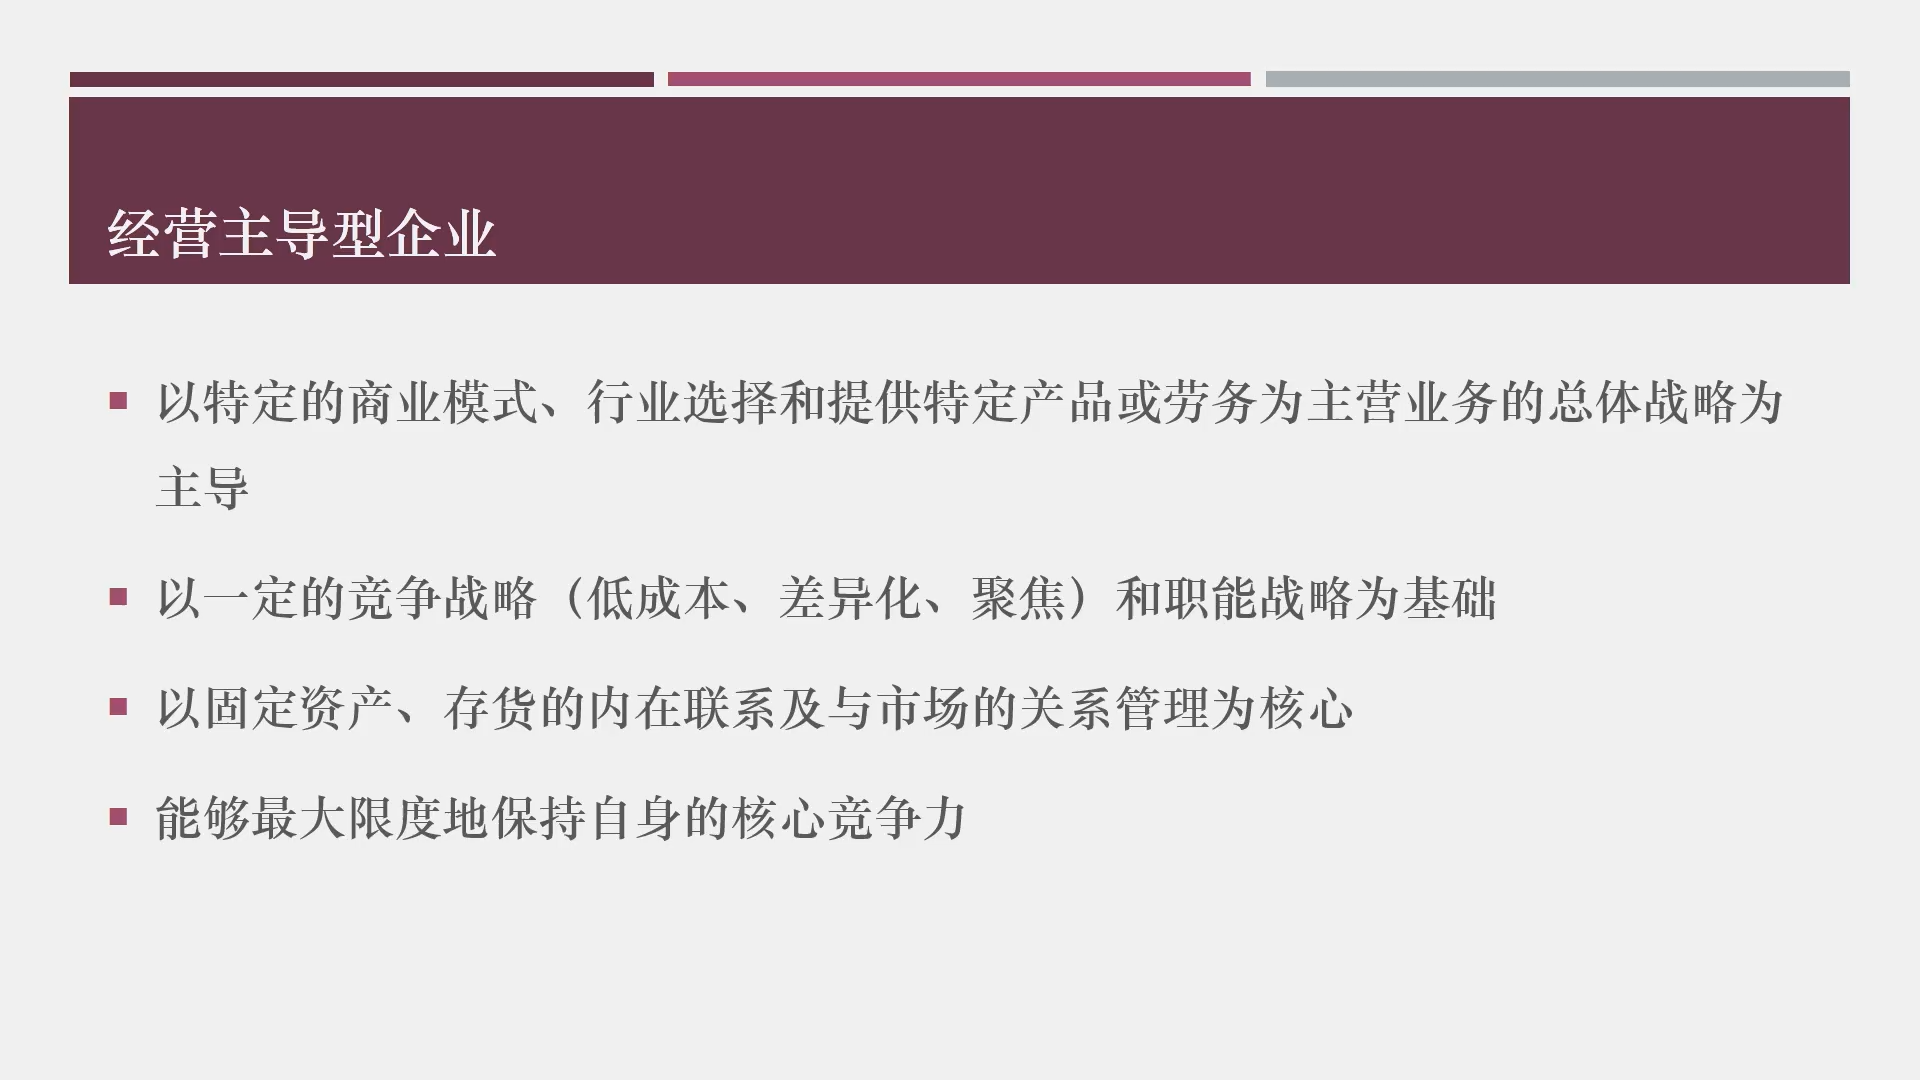 经营主导型企业
以特定的商业模式、行业选择和提供特定产品或劳务为主营业务的总体战略为
主导
以一定的竞争战略（低成本、差异化、聚焦）和职能战略为基础
以固定资产、存货的内在联系及与市场的关系管理为核心
能够最大限度地保持自身的核心竞争力